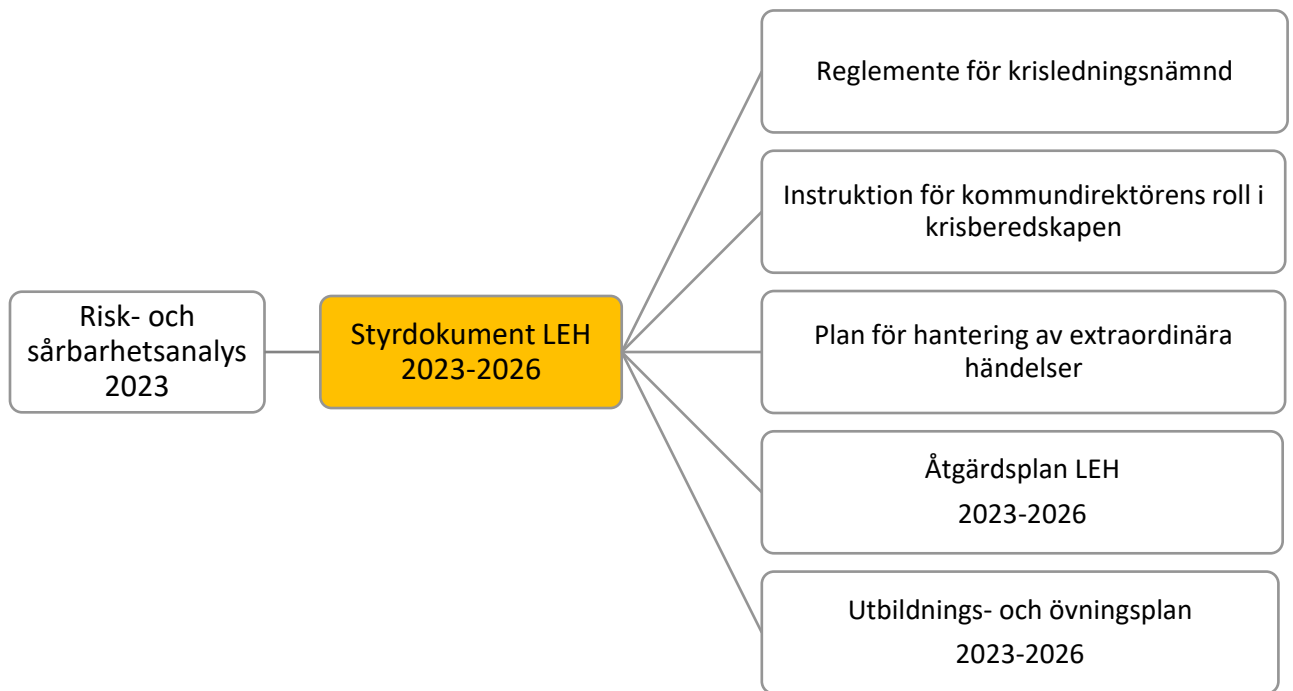 Risk- och
sårbarhetsanalys
2023
Styrdokument LEH
2023-2026
Reglemente för krisledningsnämnd
Instruktion för kommundirektörens roll i
krisberedskapen
Plan för hantering av extraordinära
händelser
Åtgärdsplan LEH
2023-2026
Utbildnings- och övningsplan
2023-2026